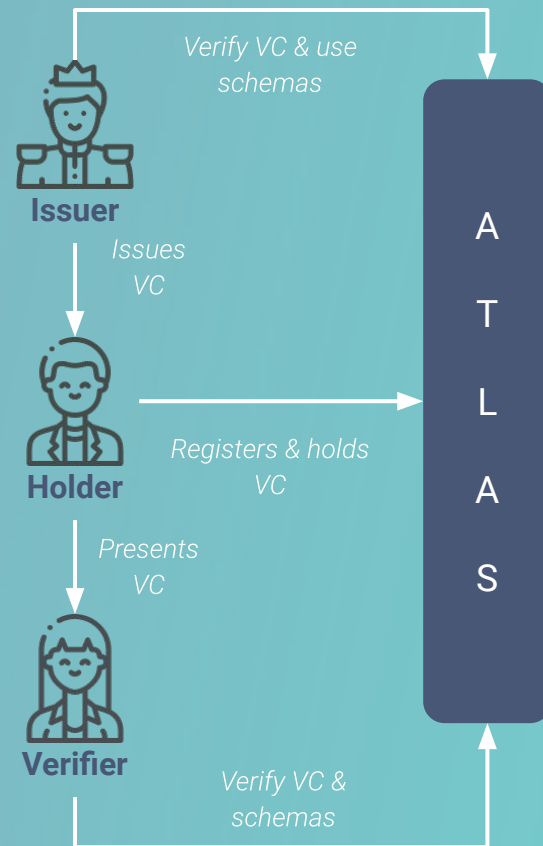 Verify VC & use
schemas
Issuer
Issues
VC
Holder
Registers & holds
VC
Presents
VC
Verifier
Verify VC &
schemas
A
T
L
A
S